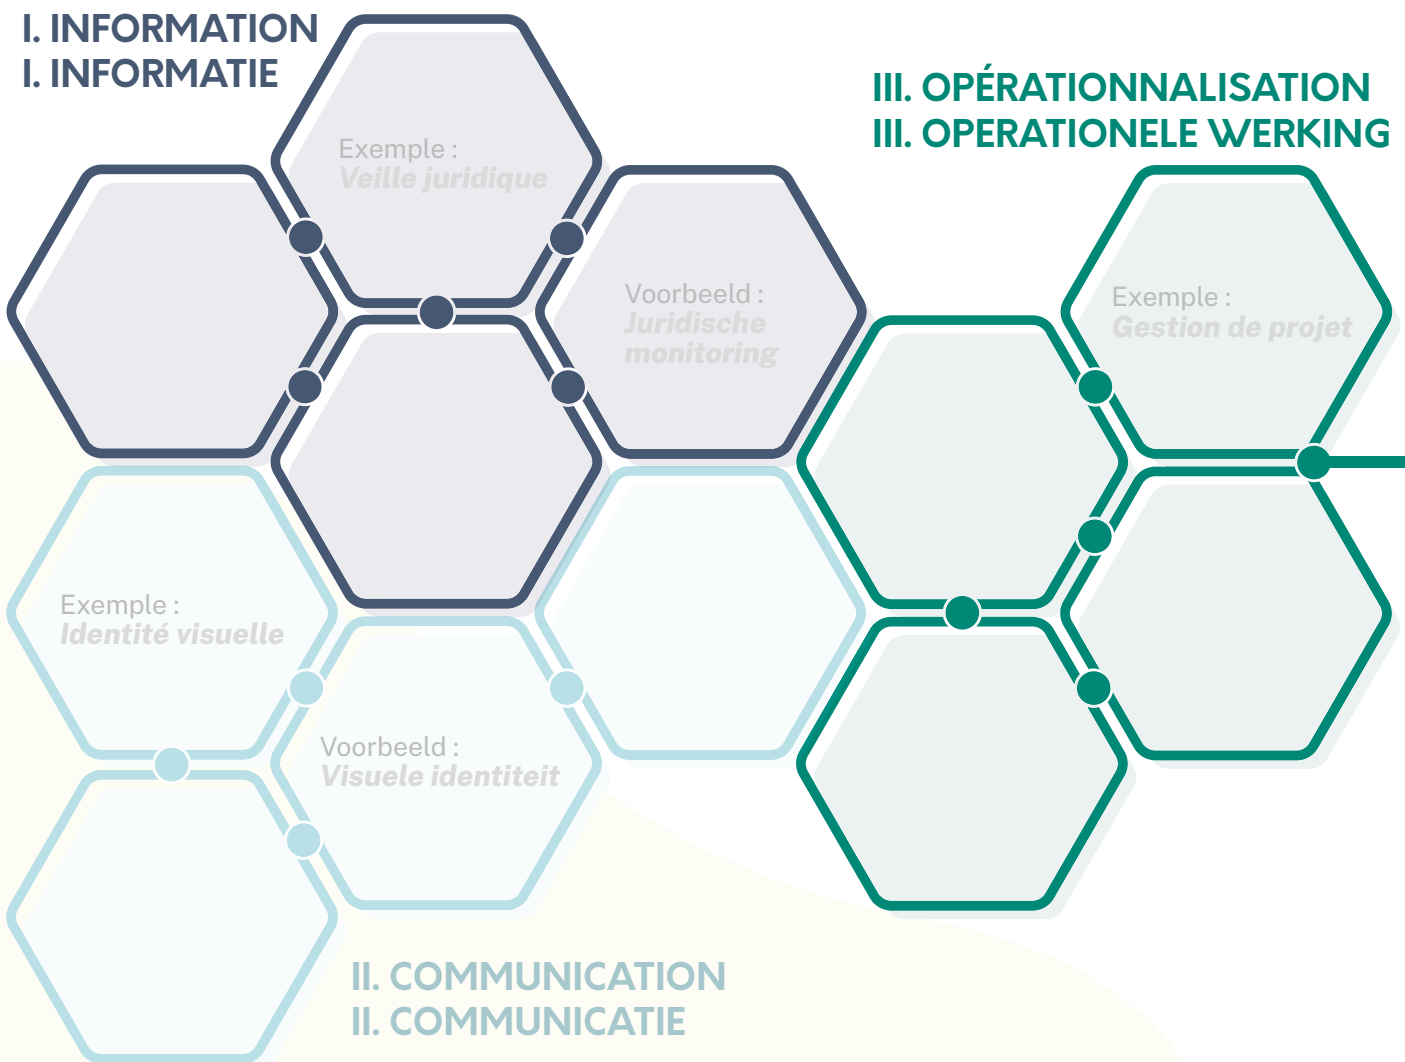 I. INFORMATION
I. INFORMATIE
III. OPÉRATIONNALISATION
III. OPERATIONELE WERKING
Exemple :
Veille juridique
Voorbeeld :
Juridische
monitoring
Exemple :
Gestion de projet
Exemple :
Identité visuelle
Voorbeeld :
Visuele identiteit
II. COMMUNICATION
II. COMMUNICATIE